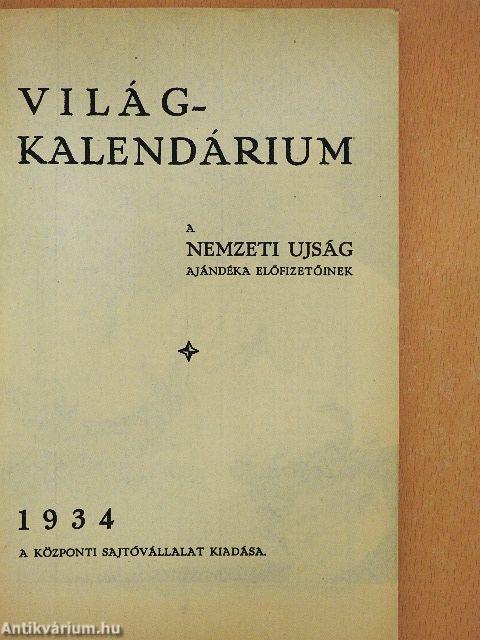 VILÁG-
KALENDÁRIUM
A
NEMZETI UJSÁG
AJÁNDÉKA ELŐFIZETŐINEK
1934
A KÖZPONTI SAJTÓVÁLLALAT KIADÁSA.
Antikvárium.hu